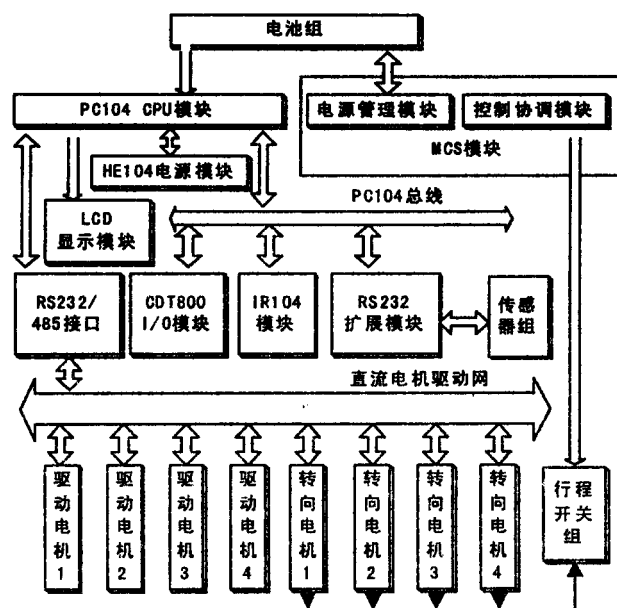 电池组
PC104 CPU模块
电源管理模块
控制协调模块
MCS模块
HE104电源模块
PC104总线
LCD
显示模块
RS232/
485接口
CDT800
I/O模块
IR104
模块
RS232
扩展模块
传感
器组
直流电机驱动网
驱动电机1
驱动电机2
驱动电机3
驱动电机4
转向电机1
转向电机2
转向电机3
转向电机4
行程
开关
组